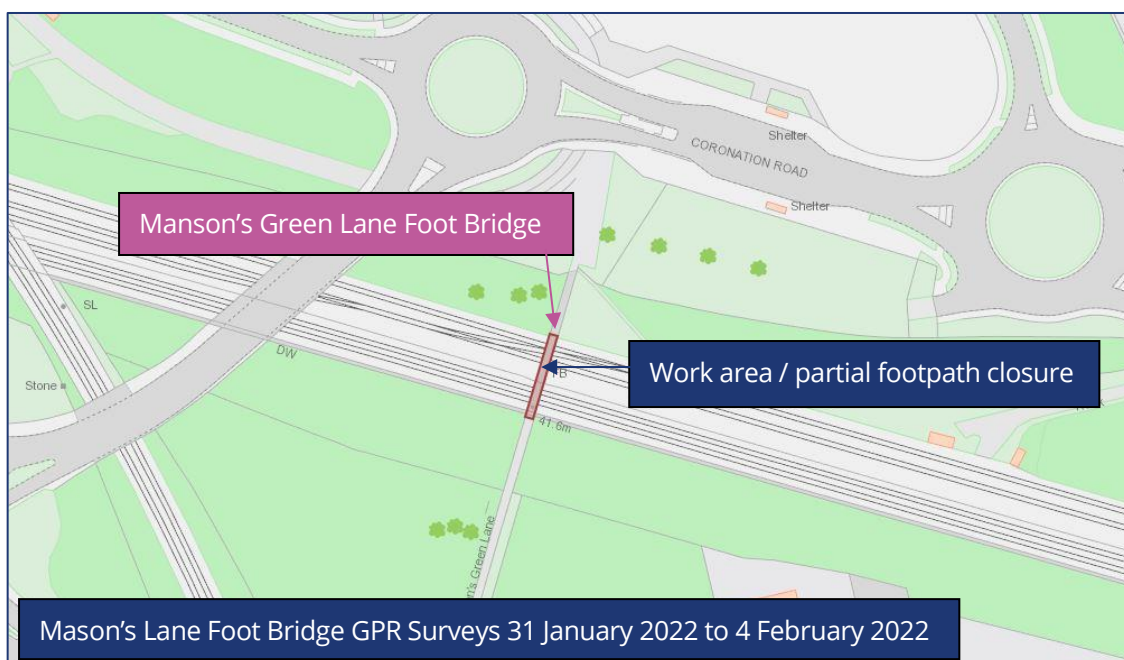 Shelter
CORONATION ROAD
Shelter
Manson's Green Lane Foot Bridge
SL
DW
Stone
Work area / partial footpath closure
41.6m
Green Lane
Mason's Lane Foot Bridge GPR Surveys 31 January 2022 to 4 February 2022